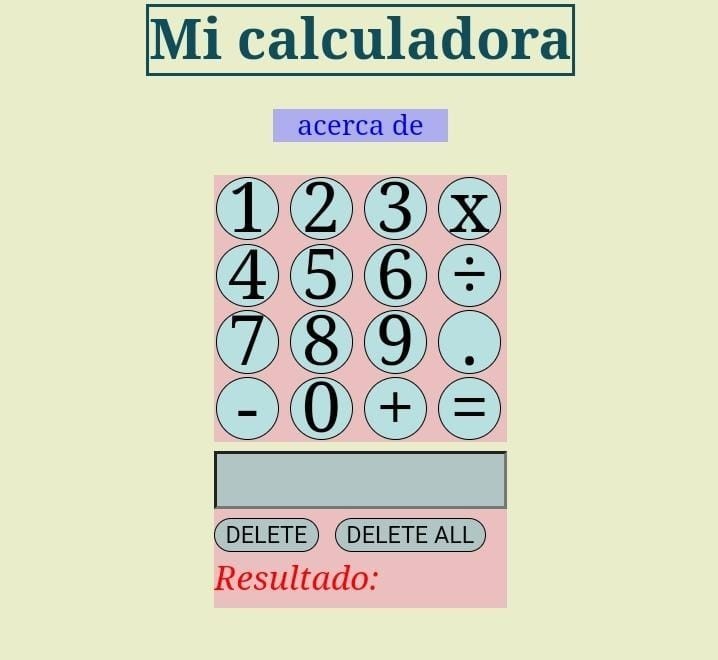 Mi calculadora
acerca de
1 2 3 x
4 5 6 ÷
7 8 9 .
- 0 + =
DELETE DELETE ALL
Resultado: